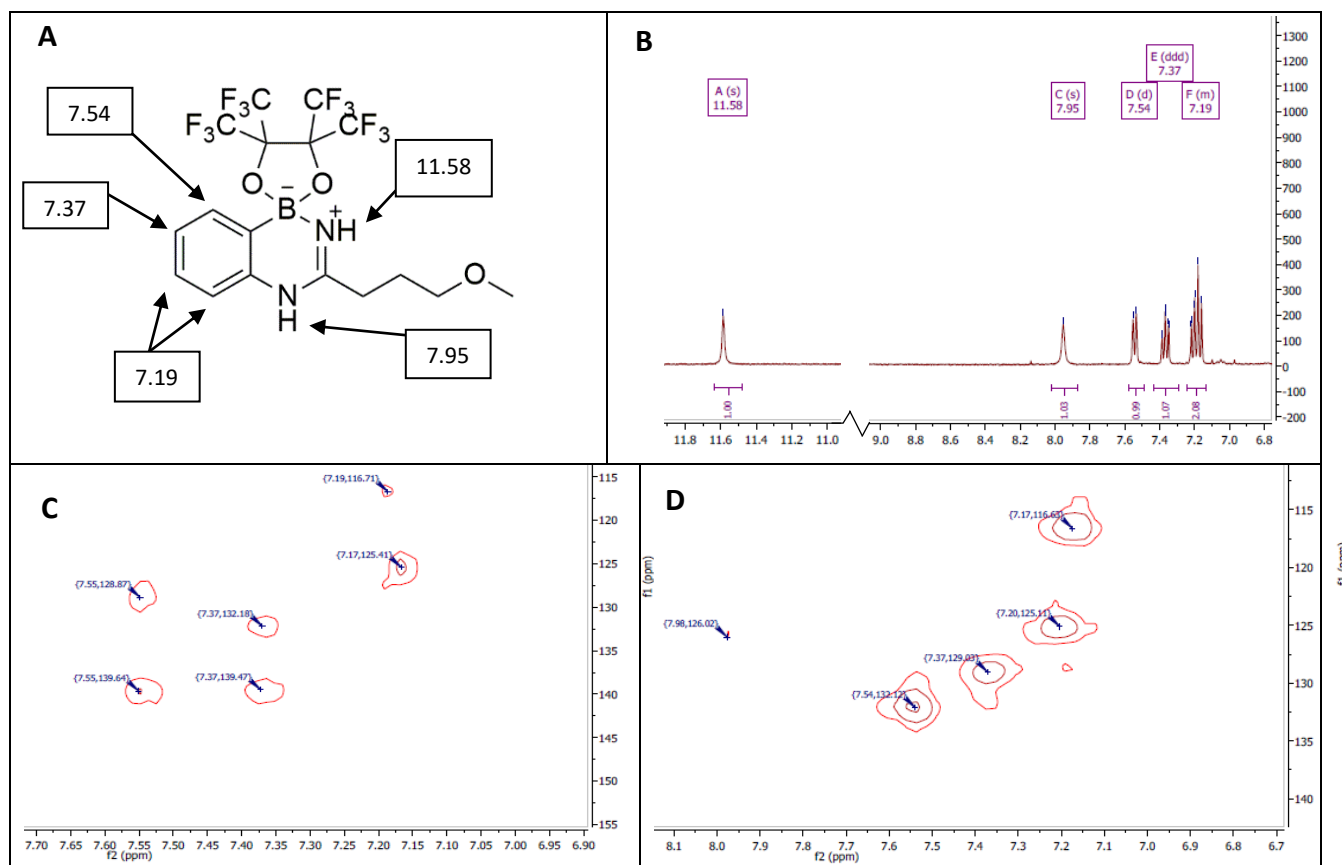 A
7.54
F₃C CF₃
F₃C CF₃
11.58
7.37
O − O
B +
NH
O
N
H
7.19
7.95
B
E (ddd)
7.37
A (s)
11.58
C (s)
7.95
D (d)
7.54
F (m)
7.19
1300
1200
1100
1000
900
800
700
600
500
400
300
200
100
0
-100
-200
1.00
1.03
0.99
1.07
2.08
11.8 11.6 11.4 11.2 11.0 9.0 8.8 8.6 8.4 8.2 8.0 7.8 7.6 7.4 7.2 7.0 6.8
C
{7.19,116.71}
{7.17,125.41}
{7.55,128.87}
{7.37,132.18}
{7.55,139.64}
{7.37,139.47}
115
120
125
130
135
140
145
150
155
f1 (ppm)
7.70 7.65 7.60 7.55 7.50 7.45 7.40 7.35 7.30 7.25 7.20 7.15 7.10 7.05 7.00 6.95 6.90
f2 (ppm)
D
{7.17,116.63}
{7.20,125.11}
{7.98,126.02}
{7.37,129.03}
{7.54,132.12}
115
120
125
130
135
140
f1 (ppm)
8.1 8.0 7.9 7.8 7.7 7.6 7.5 7.4 7.3 7.2 7.1 7.0 6.9 6.8 6.7
f2 (ppm)